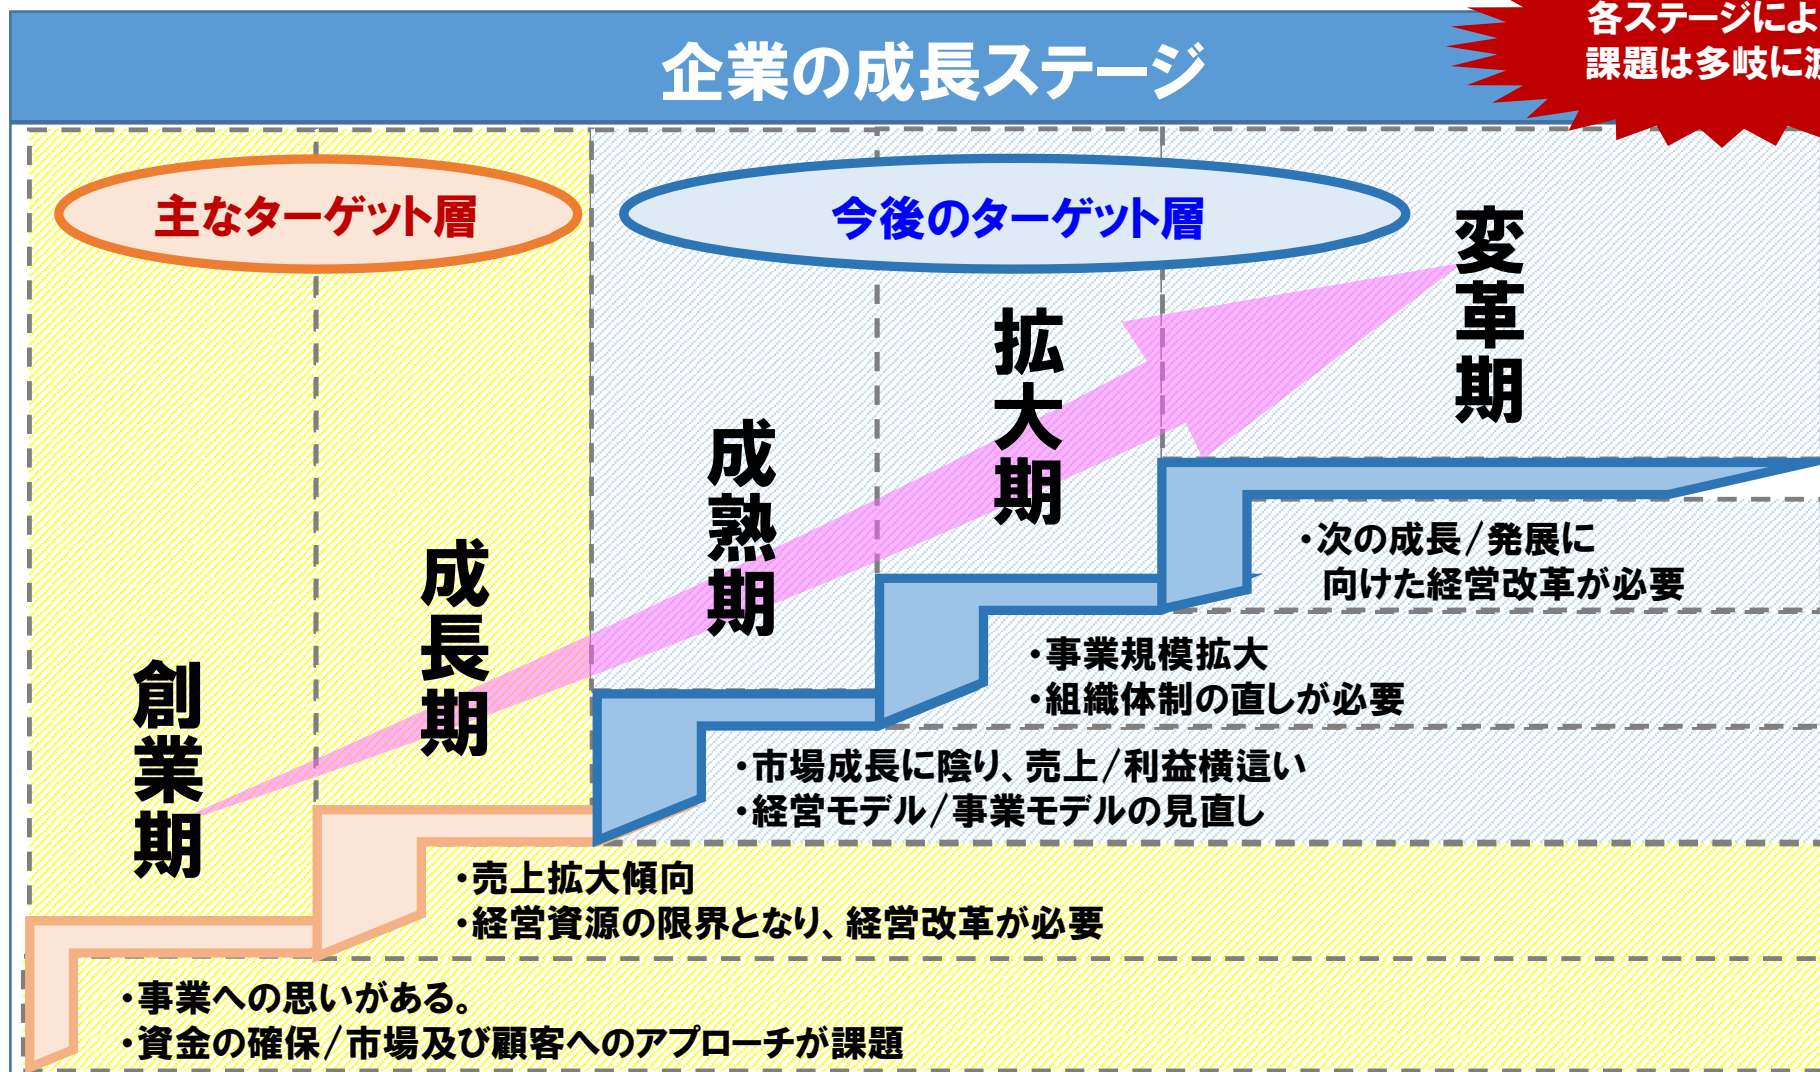 企業の成長ステージ
各ステージによ
課題は多岐に
主なターゲット層
今後のターゲット層
変革期
拡大期
成熟期
成長期
創業期
・次の成長/発展に
向けた経営改革が必要
・事業規模拡大
・組織体制の直しが必要
・市場成長に陰り、売上/利益横這い
・経営モデル/事業モデルの見直し
・売上拡大傾向
・経営資源の限界となり、経営改革が必要
・事業への思いがある。
・資金の確保/市場及び顧客へのアプローチが課題